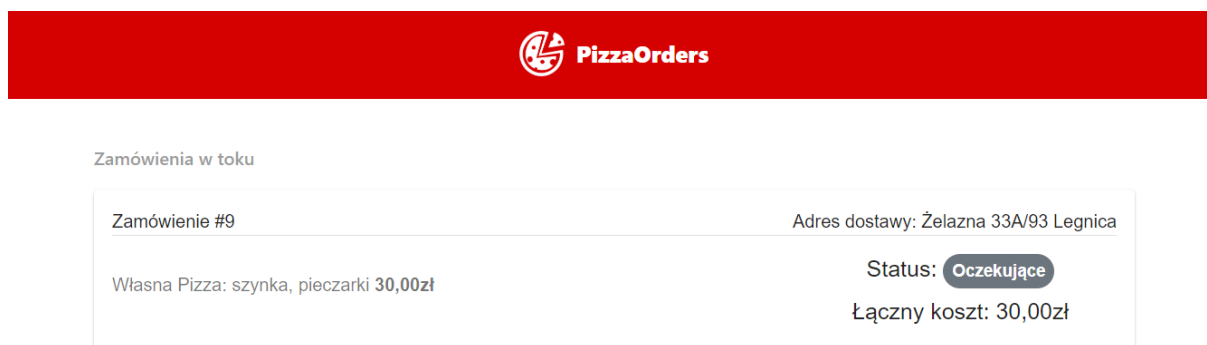 PizzaOrders
Zamówienia w toku
Zamówienie #9
Adres dostawy: Żelazna 33A/93 Legnica
Własna Pizza: szynka, pieczarki 30,00zł
Status: Oczekujące
Łączny koszt: 30,00zł